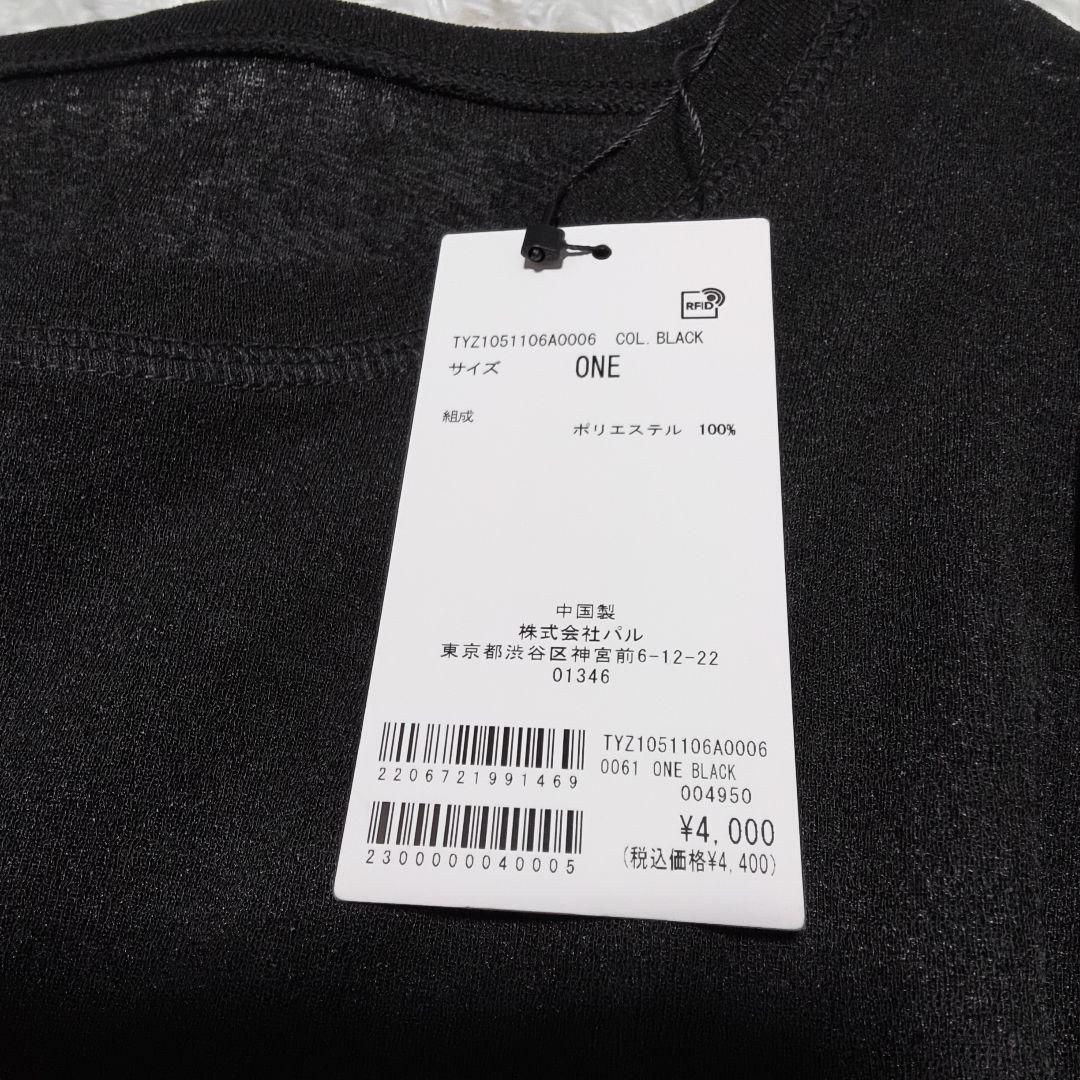 RFID
TYZ1051106A0006 COL.BLACK
サイズ ONE
組成
ポリエステル 100%
中国製
株式会社パル
東京都渋谷区神宮前6-12-22
01346
2206721991469
TYZ1051106A0006
0061 ONE BLACK
004950
2300000040005
¥4,000
(税込価格¥4,400)